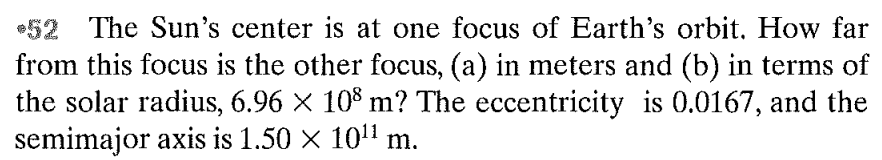 •52 The Sun's center is at one focus of Earth's orbit. How far
from this focus is the other focus, (a) in meters and (b) in terms of
the solar radius, 6.96 × 10⁸ m? The eccentricity is 0.0167, and the
semimajor axis is 1.50 × 10¹¹ m.